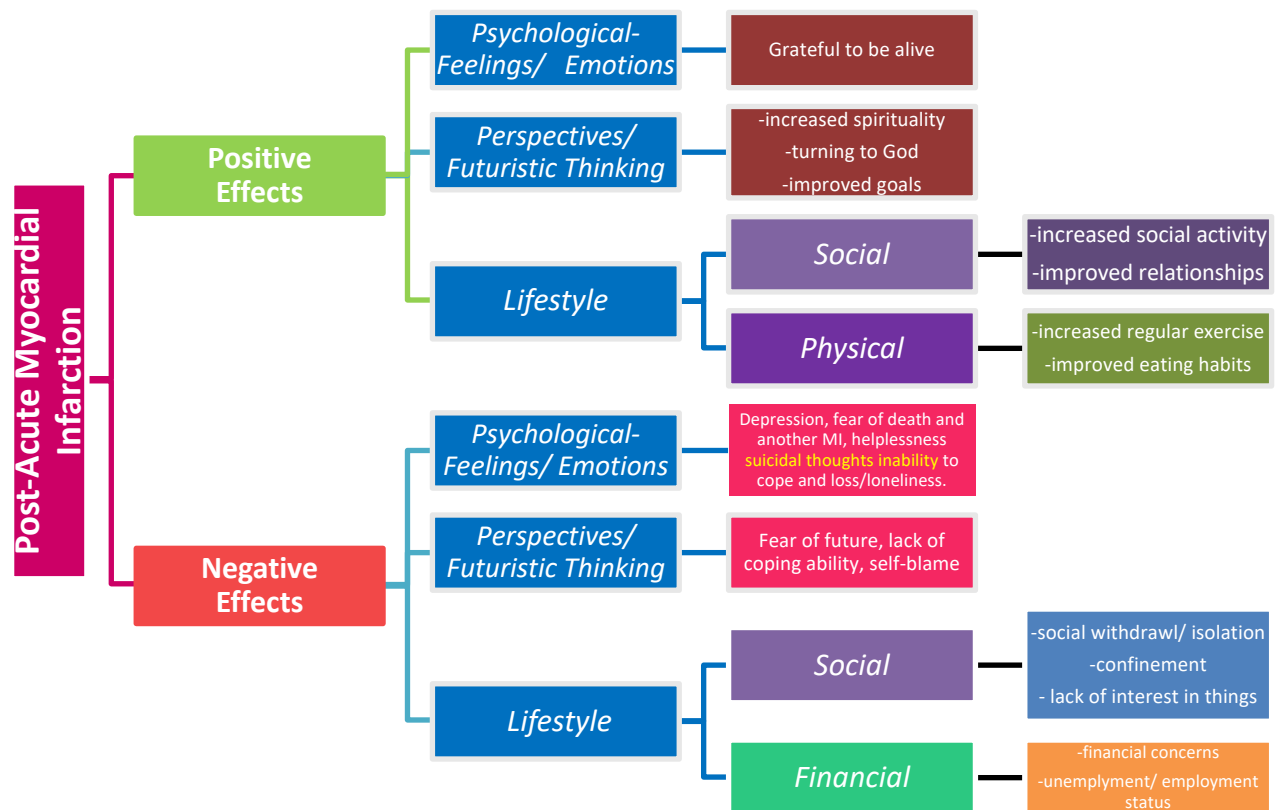 Post-Acute Myocardial
Infarction
Positive
Effects
Psychological-
Feelings/ Emotions
Grateful to be alive
Perspectives/
Futuristic Thinking
-increased spirituality
-turning to God
-improved goals
Lifestyle
Social
-increased social activity
-improved relationships
Physical
-increased regular exercise
-improved eating habits
Negative
Effects
Psychological-
Feelings/ Emotions
Depression, fear of death and
another MI, helplessness
suicidal thoughts inability to
cope and loss/loneliness.
Perspectives/
Futuristic Thinking
Fear of future, lack of
coping ability, self-blame
Lifestyle
Social
-social withdrawl/ isolation
-confinement
- lack of interest in things
Financial
-financial concerns
-unemplyment/ employment
status